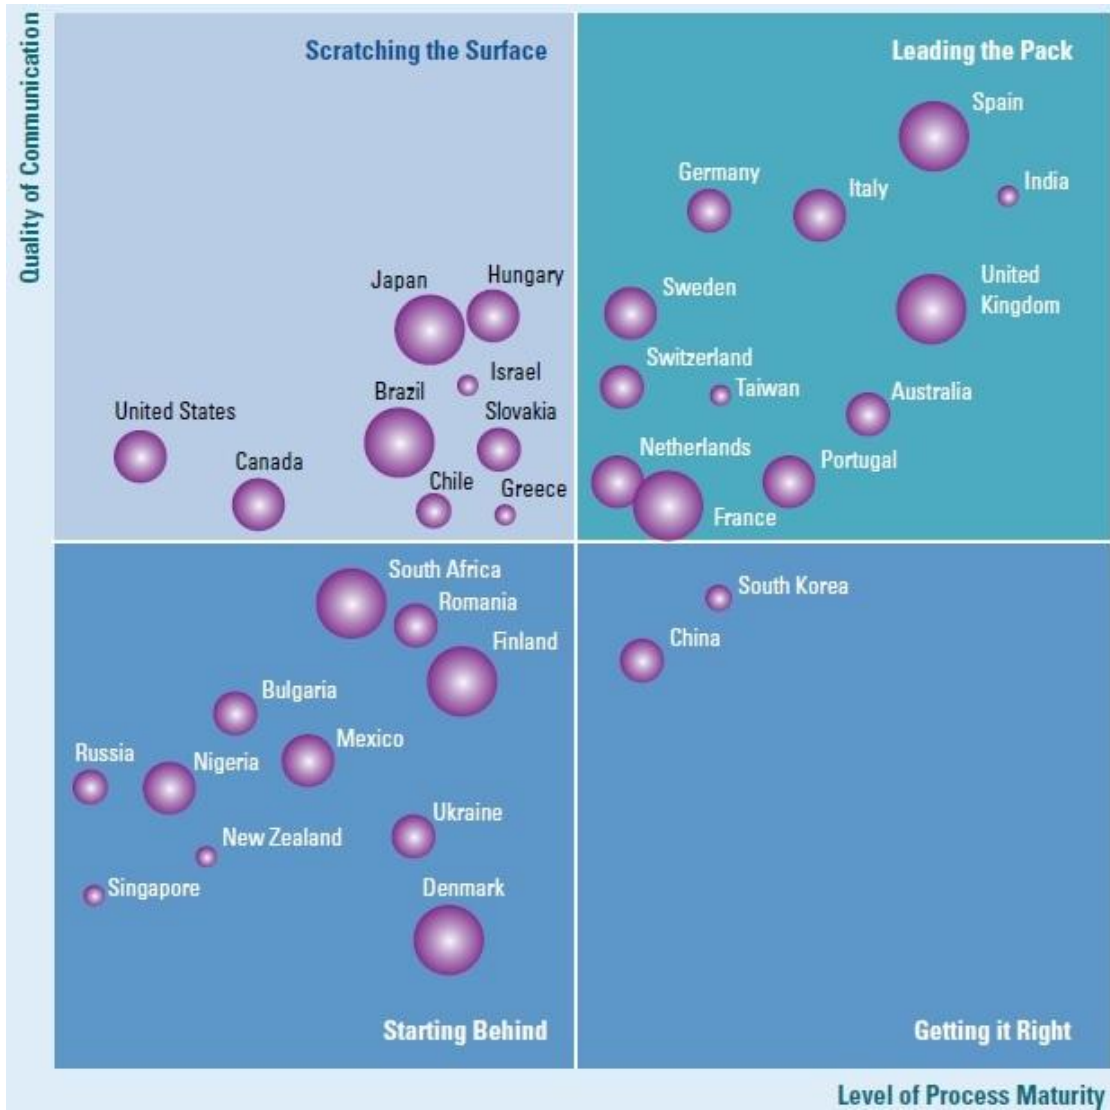 Quality of Communication
Scratching the Surface
Leading the Pack
Spain
Germany
Italy
India
Japan
Hungary
Sweden
United
Kingdom
Switzerland
Israel
Taiwan
Brazil
Australia
United States
Slovakia
Canada
Netherlands
Portugal
Chile
Greece
France
South Africa
South Korea
Romania
China
Finland
Bulgaria
Mexico
Russia
Nigeria
Ukraine
New Zealand
Singapore
Denmark
Starting Behind
Getting it Right
Level of Process Maturity